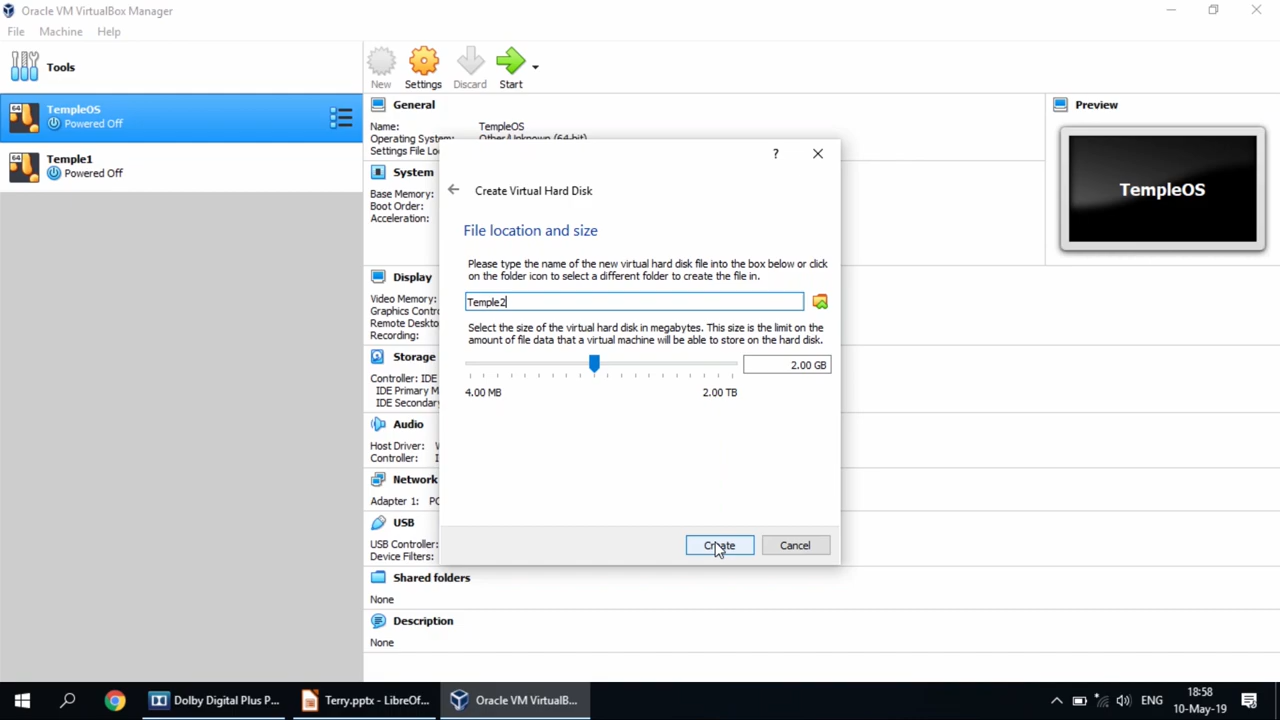 Oracle VM VirtualBox Manager
File Machine Help
Tools
New Settings Discard Start
64
TempleOS
Powered Off
64
Temple1
Powered Off
General
Name: TempleOS
Operating System: Other/Unknown (64-bit)
Settings File Lo
System
Base Memory:
Boot Order:
Acceleration:
Display
Video Memory:
Graphics Contr
Remote Deskto
Recording:
Storage
Controller: IDE
IDE Primary M
IDE Secondary
Audio
Host Driver: W
Controller: I
Network
Adapter 1: PC
USB
USB Controller:
Device Filters:
Shared folders
None
Description
None
Preview
TempleOS
?
Create Virtual Hard Disk
File location and size
Please type the name of the new virtual hard disk file into the box below or click
on the folder icon to select a different folder to create the file in.
Temple2
Select the size of the virtual hard disk in megabytes. This size is the limit on the
amount of file data that a virtual machine will be able to store on the hard disk.
2.00 GB
4.00 MB 2.00 TB
Create Cancel
Dolby Digital Plus P...
Terry.pptx - LibreOf...
Oracle VM VirtualB...
ENG
18:58
10-May-19